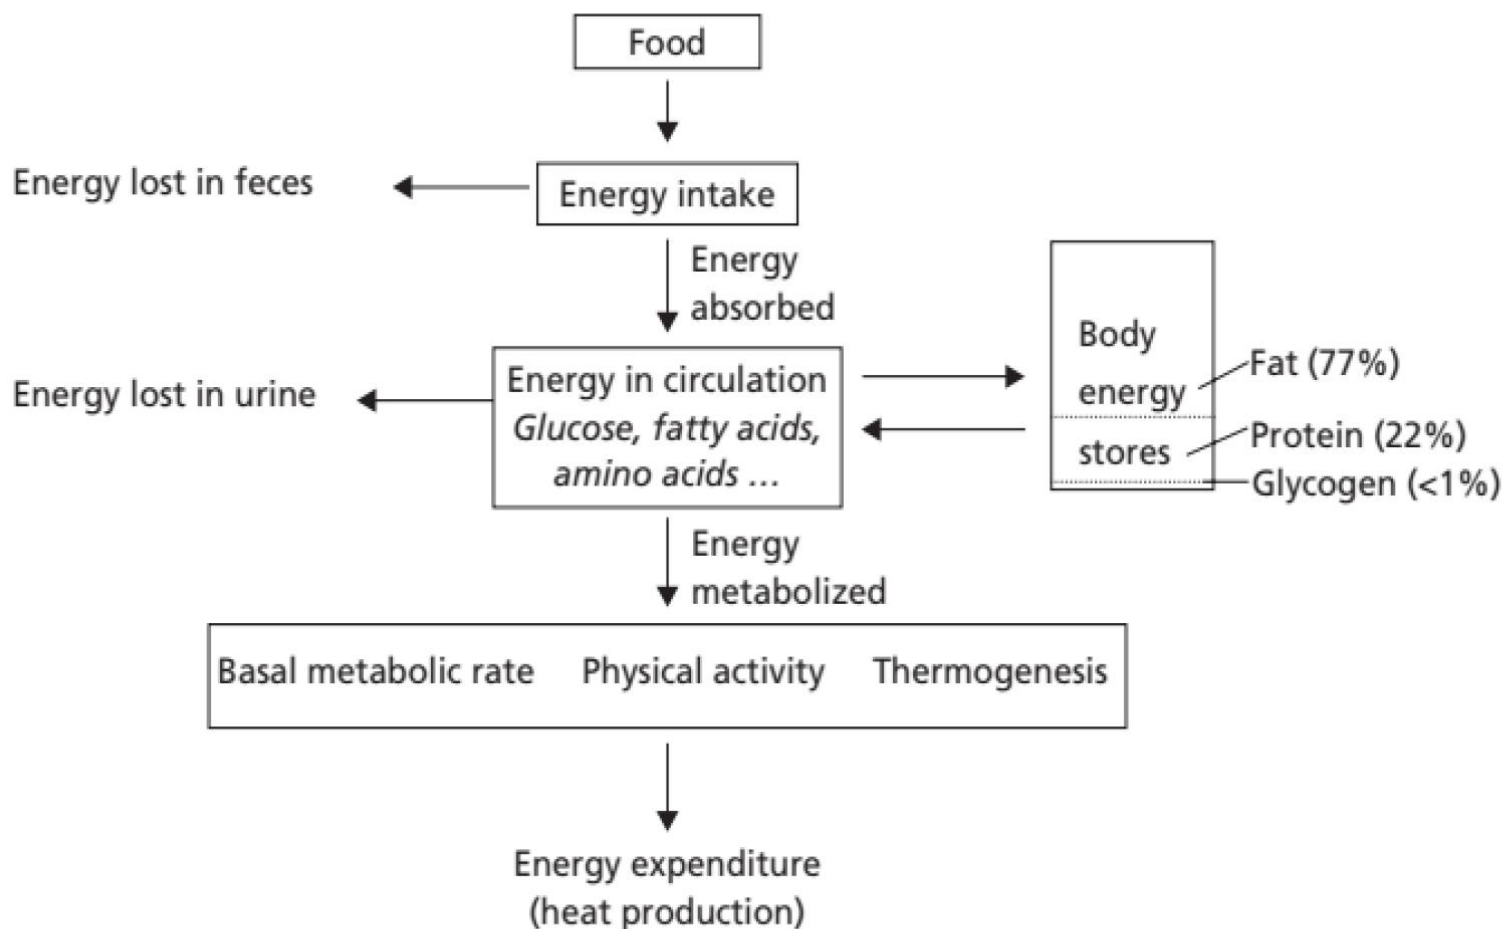 Food
Energy lost in feces
Energy intake
Energy
absorbed
Energy lost in urine
Energy in circulation
Glucose, fatty acids,
amino acids ...
Body
energy
stores
Fat (77%)
Protein (22%)
Glycogen (<1%)
Energy
metabolized
Basal metabolic rate Physical activity Thermogenesis
Energy expenditure
(heat production)